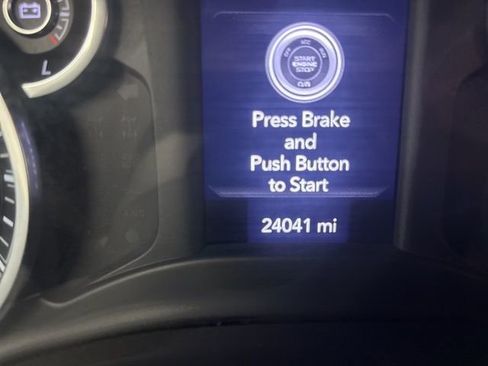 START
ENGINE
STOP
Press Brake
and
Push Button
to Start
24041 mi
L